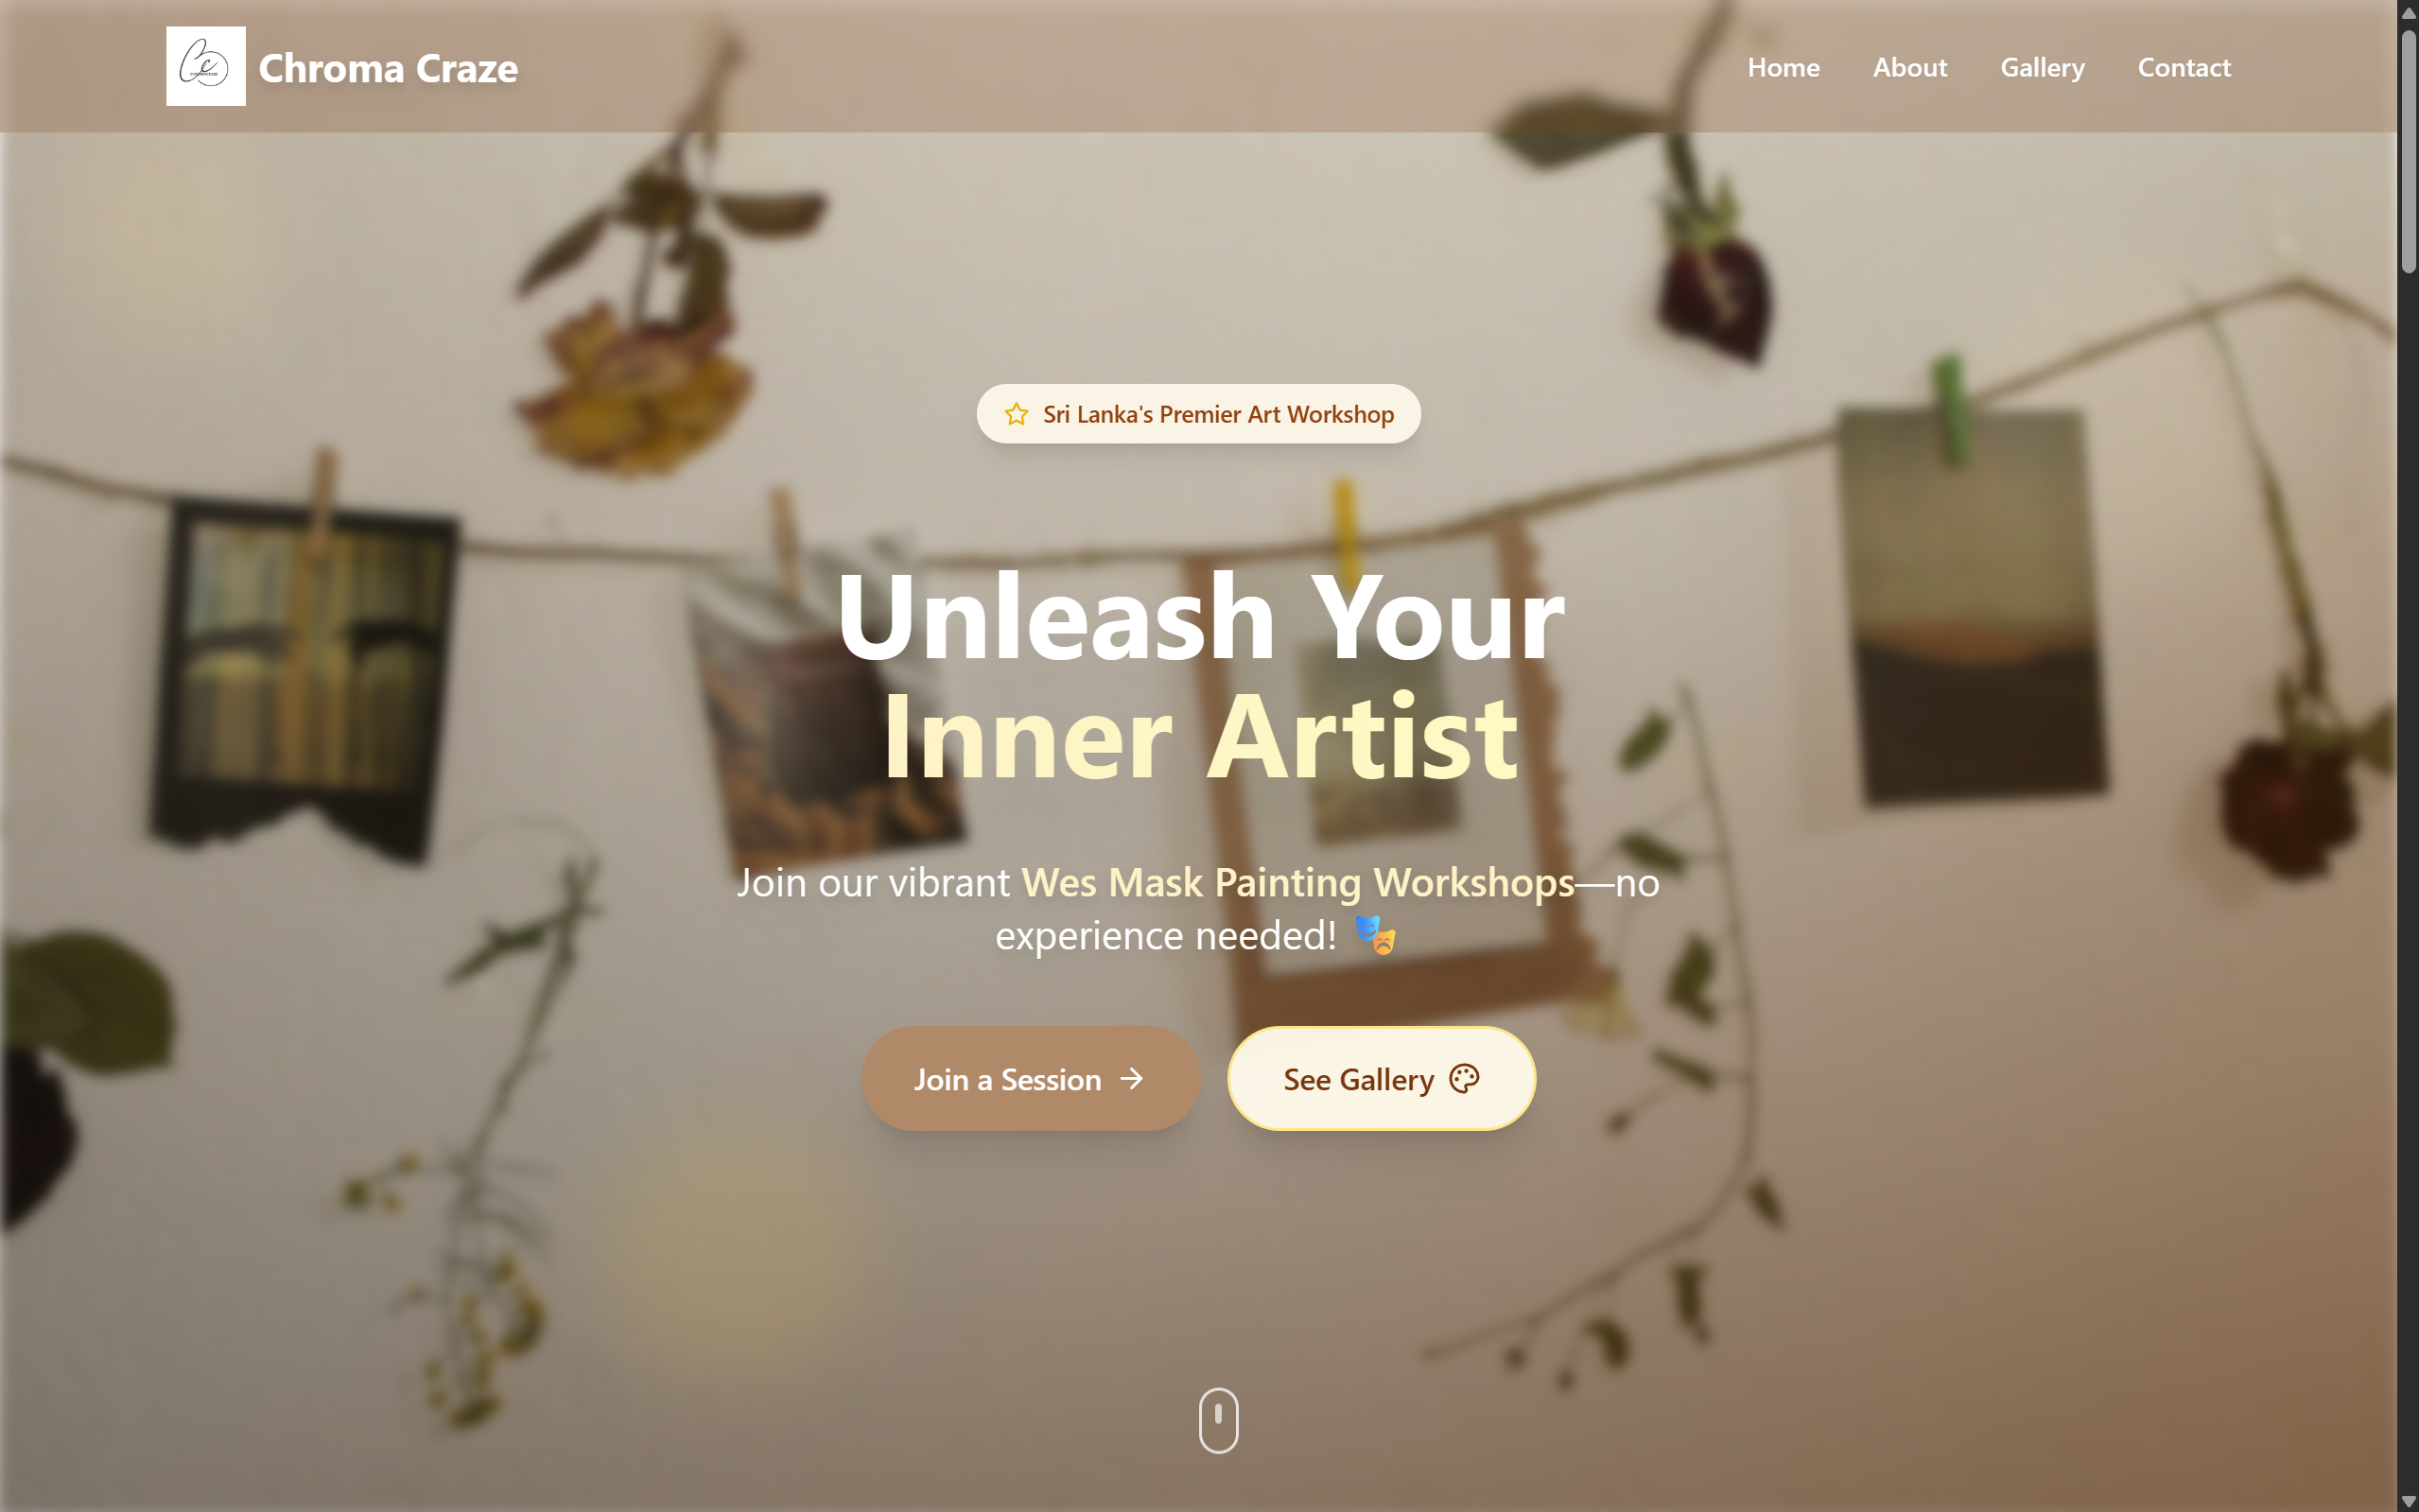 Chroma Craze
Home
About
Gallery
Contact
Sri Lanka's Premier Art Workshop
Unleash Your
Inner Artist
Join our vibrant Wes Mask Painting Workshops—no
experience needed! 🎭
Join a Session
See Gallery